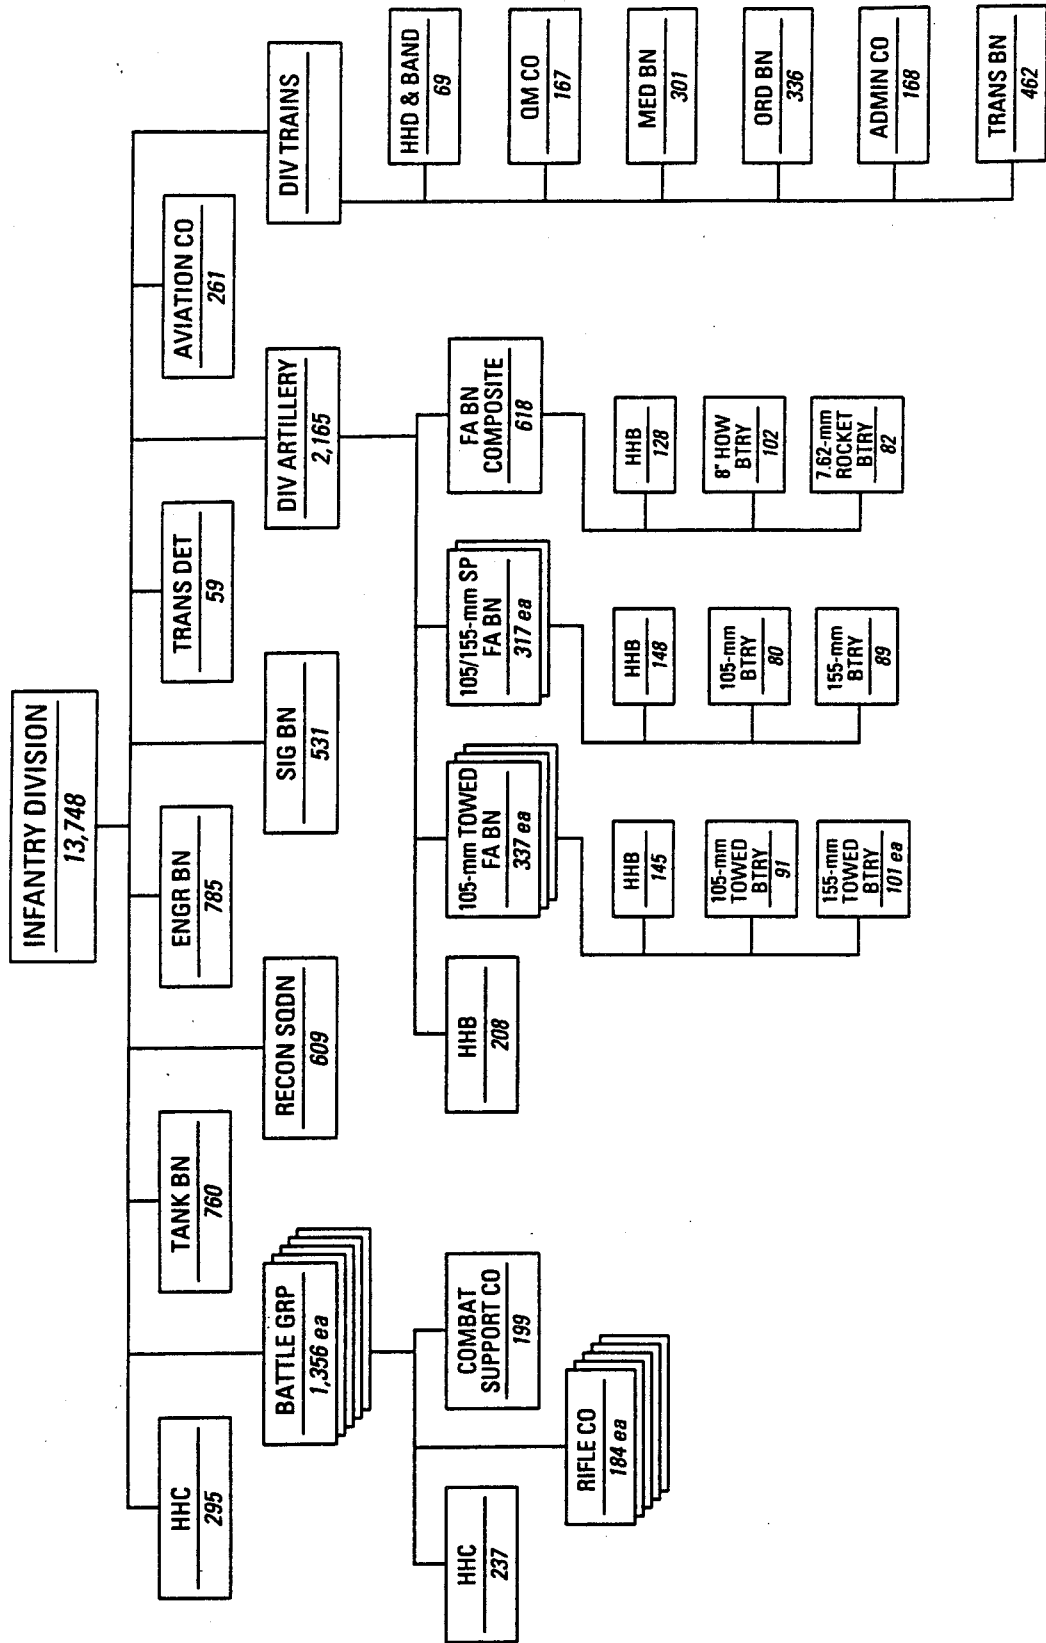 INFANTRY DIVISION
13,748
HHC
295
TANK BN
760
ENGR BN
785
TRANS DET
59
AVIATION CO
261
BATTLE GRP
1,356 ea
RECON SQDN
609
SIG BN
531
DIV ARTILLERY
2,165
DIV TRAINS
HHC
237
COMBAT
SUPPORT CO
199
RIFLE CO
184 ea
HHB
208
105-mm TOWED
FA BN
337 ea
105/155-mm SP
FA BN
317 ea
FA BN
COMPOSITE
618
HHB
145
105-mm
TOWED
BTRY
91
155-mm
TOWED
BTRY
101 ea
HHB
148
105-mm
BTRY
80
155-mm
BTRY
89
HHB
128
8" HOW
BTRY
102
7.62-mm
ROCKET
BTRY
82
HHD & BAND
69
QM CO
167
MED BN
301
ORD BN
336
ADMIN CO
168
TRANS BN
462